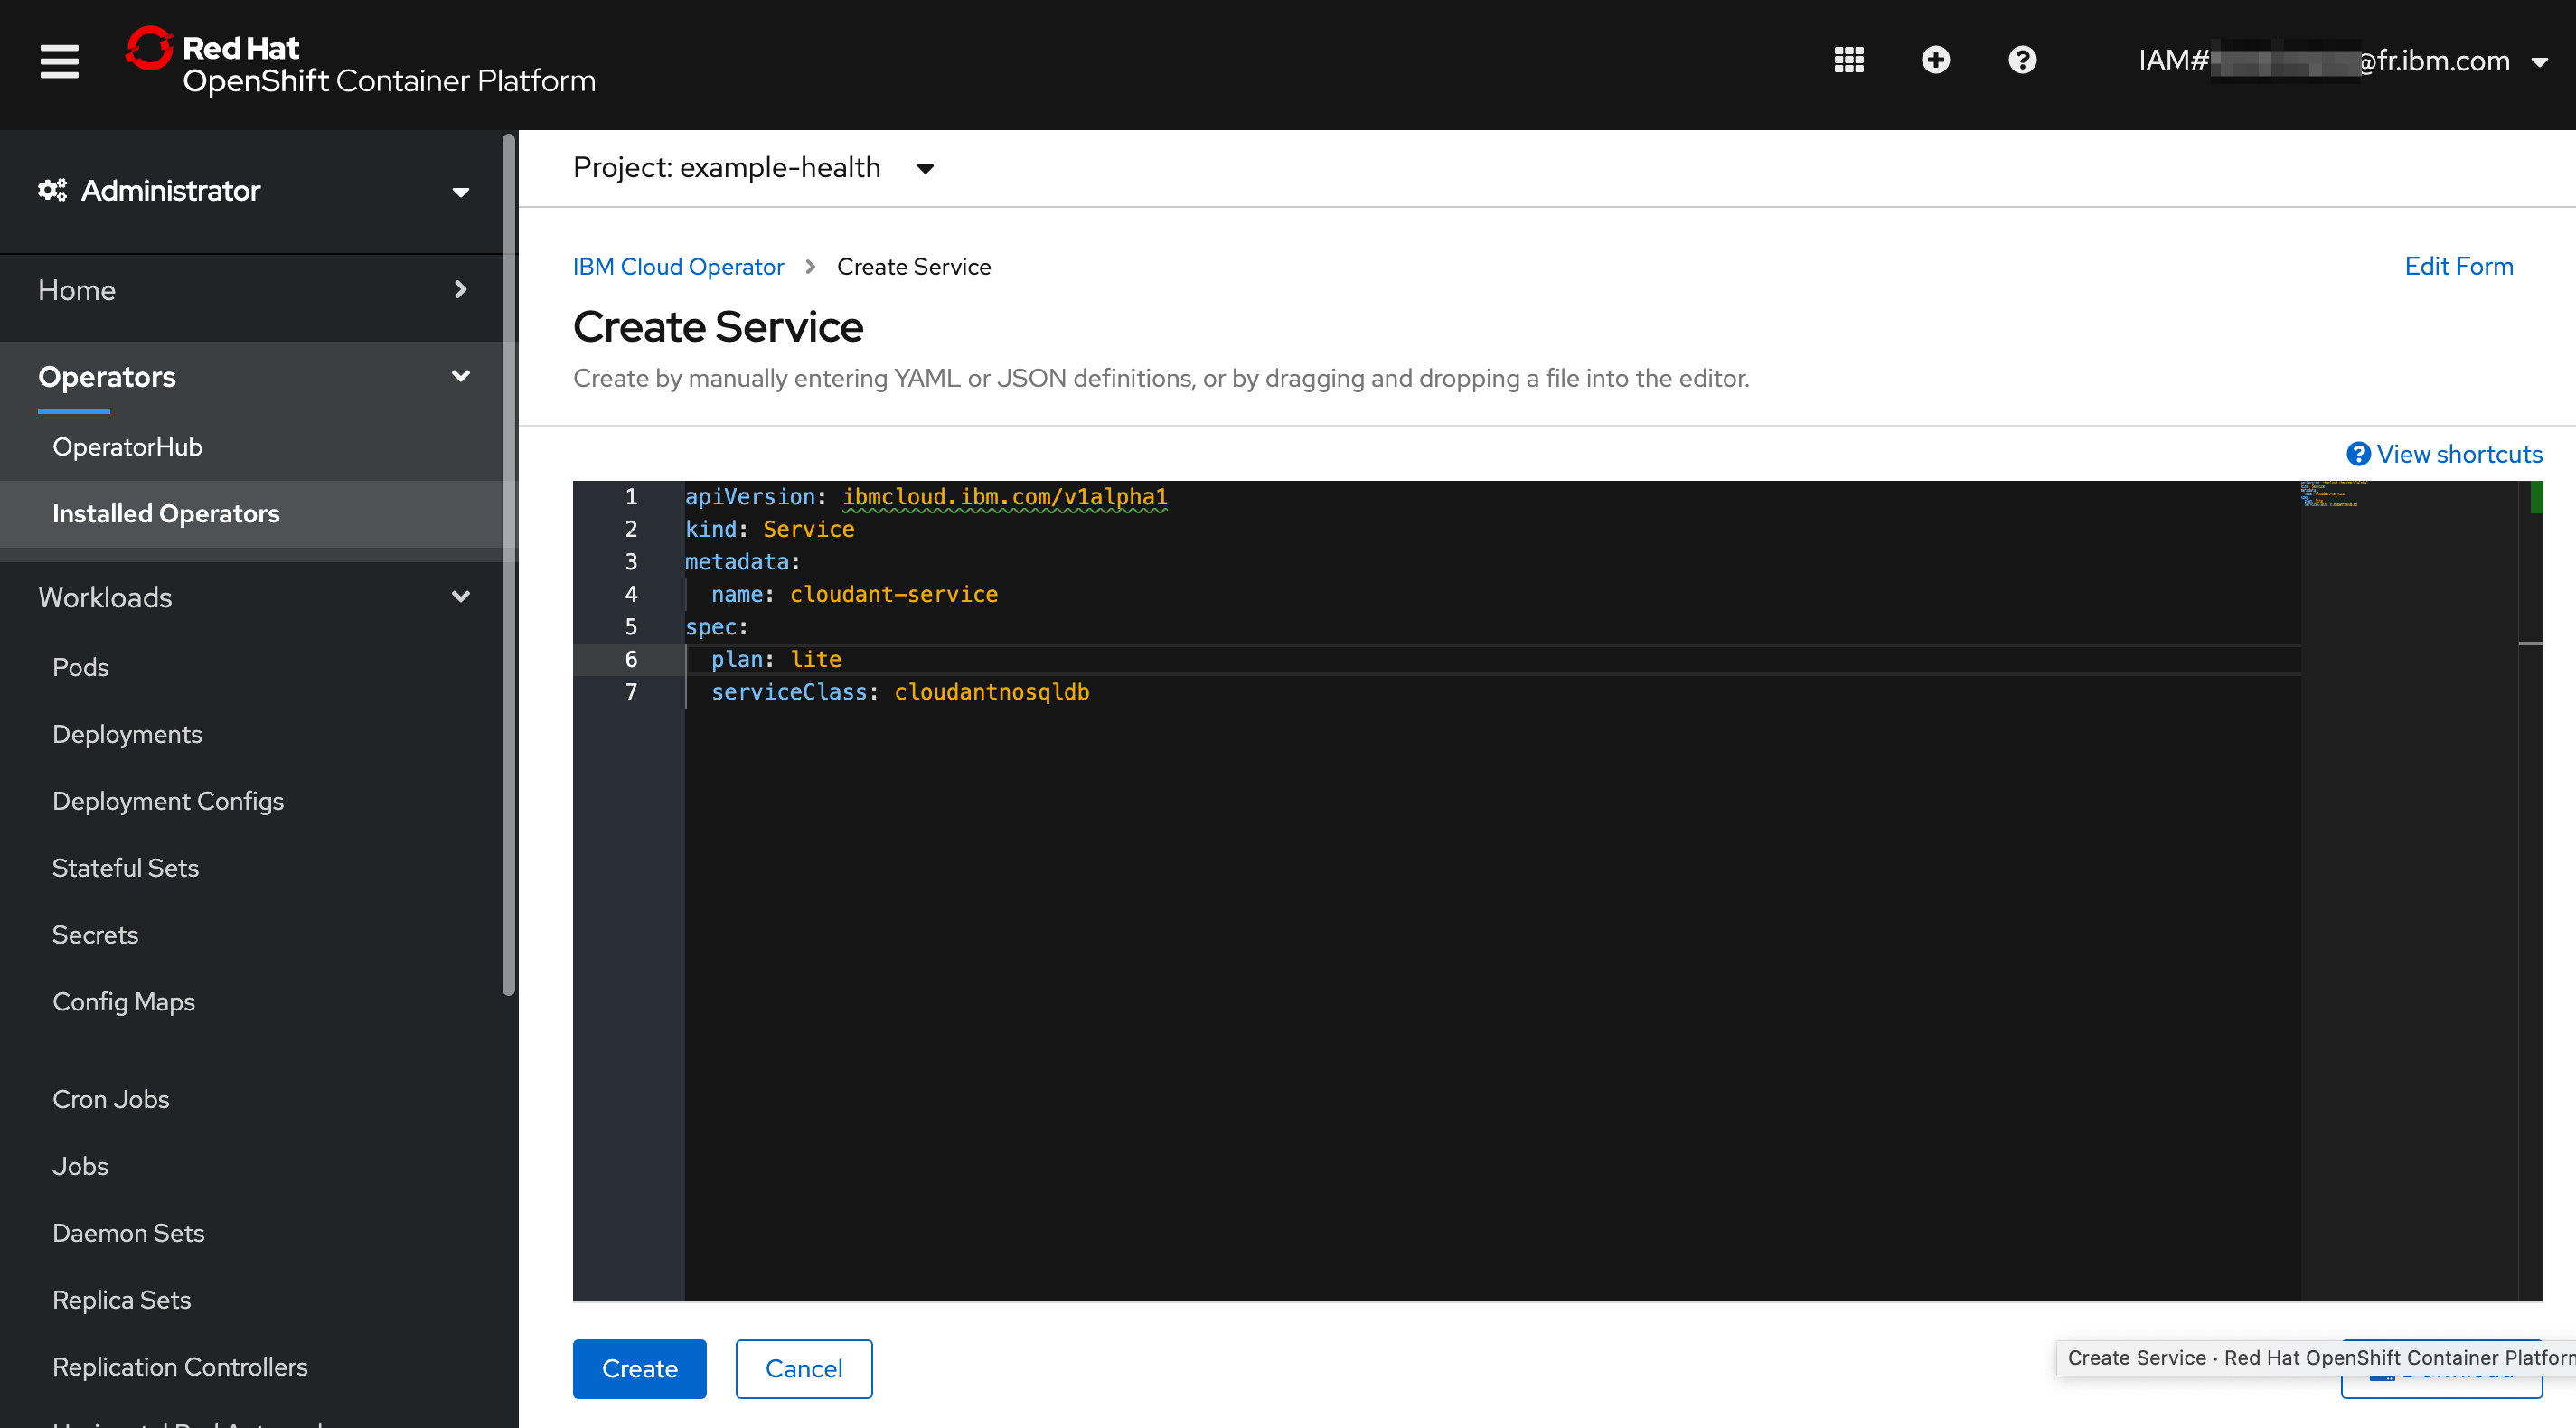 Red Hat
OpenShift Container Platform
IAM#
@fr.ibm.com
Administrator
Home
Operators
OperatorHub
Installed Operators
Workloads
Pods
Deployments
Deployment Configs
Stateful Sets
Secrets
Config Maps
Cron Jobs
Jobs
Daemon Sets
Replica Sets
Replication Controllers
Project: example-health
IBM Cloud Operator > Create Service
Edit Form
Create Service
Create by manually entering YAML or JSON definitions, or by dragging and dropping a file into the editor.
View shortcuts
1 apiVersion: ibmcloud.ibm.com/v1alpha1
2 kind: Service
3 metadata:
4 name: cloudant-service
5 spec:
6 plan: lite
7 serviceClass: cloudantnosqldb
Create
Cancel
Create Service · Red Hat OpenShift Container Platform